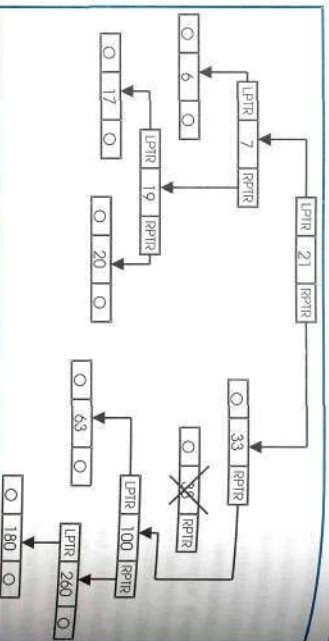 LPTR 21 RPTR
LPTR 7 RPTR
O 33 RPTR
O 6 O
O RPTR
LPTR 19 RPTR
LPTR 100 RPTR
O 17 O
O 20 O
O 63 O
LPTR 260 O
O 180 O